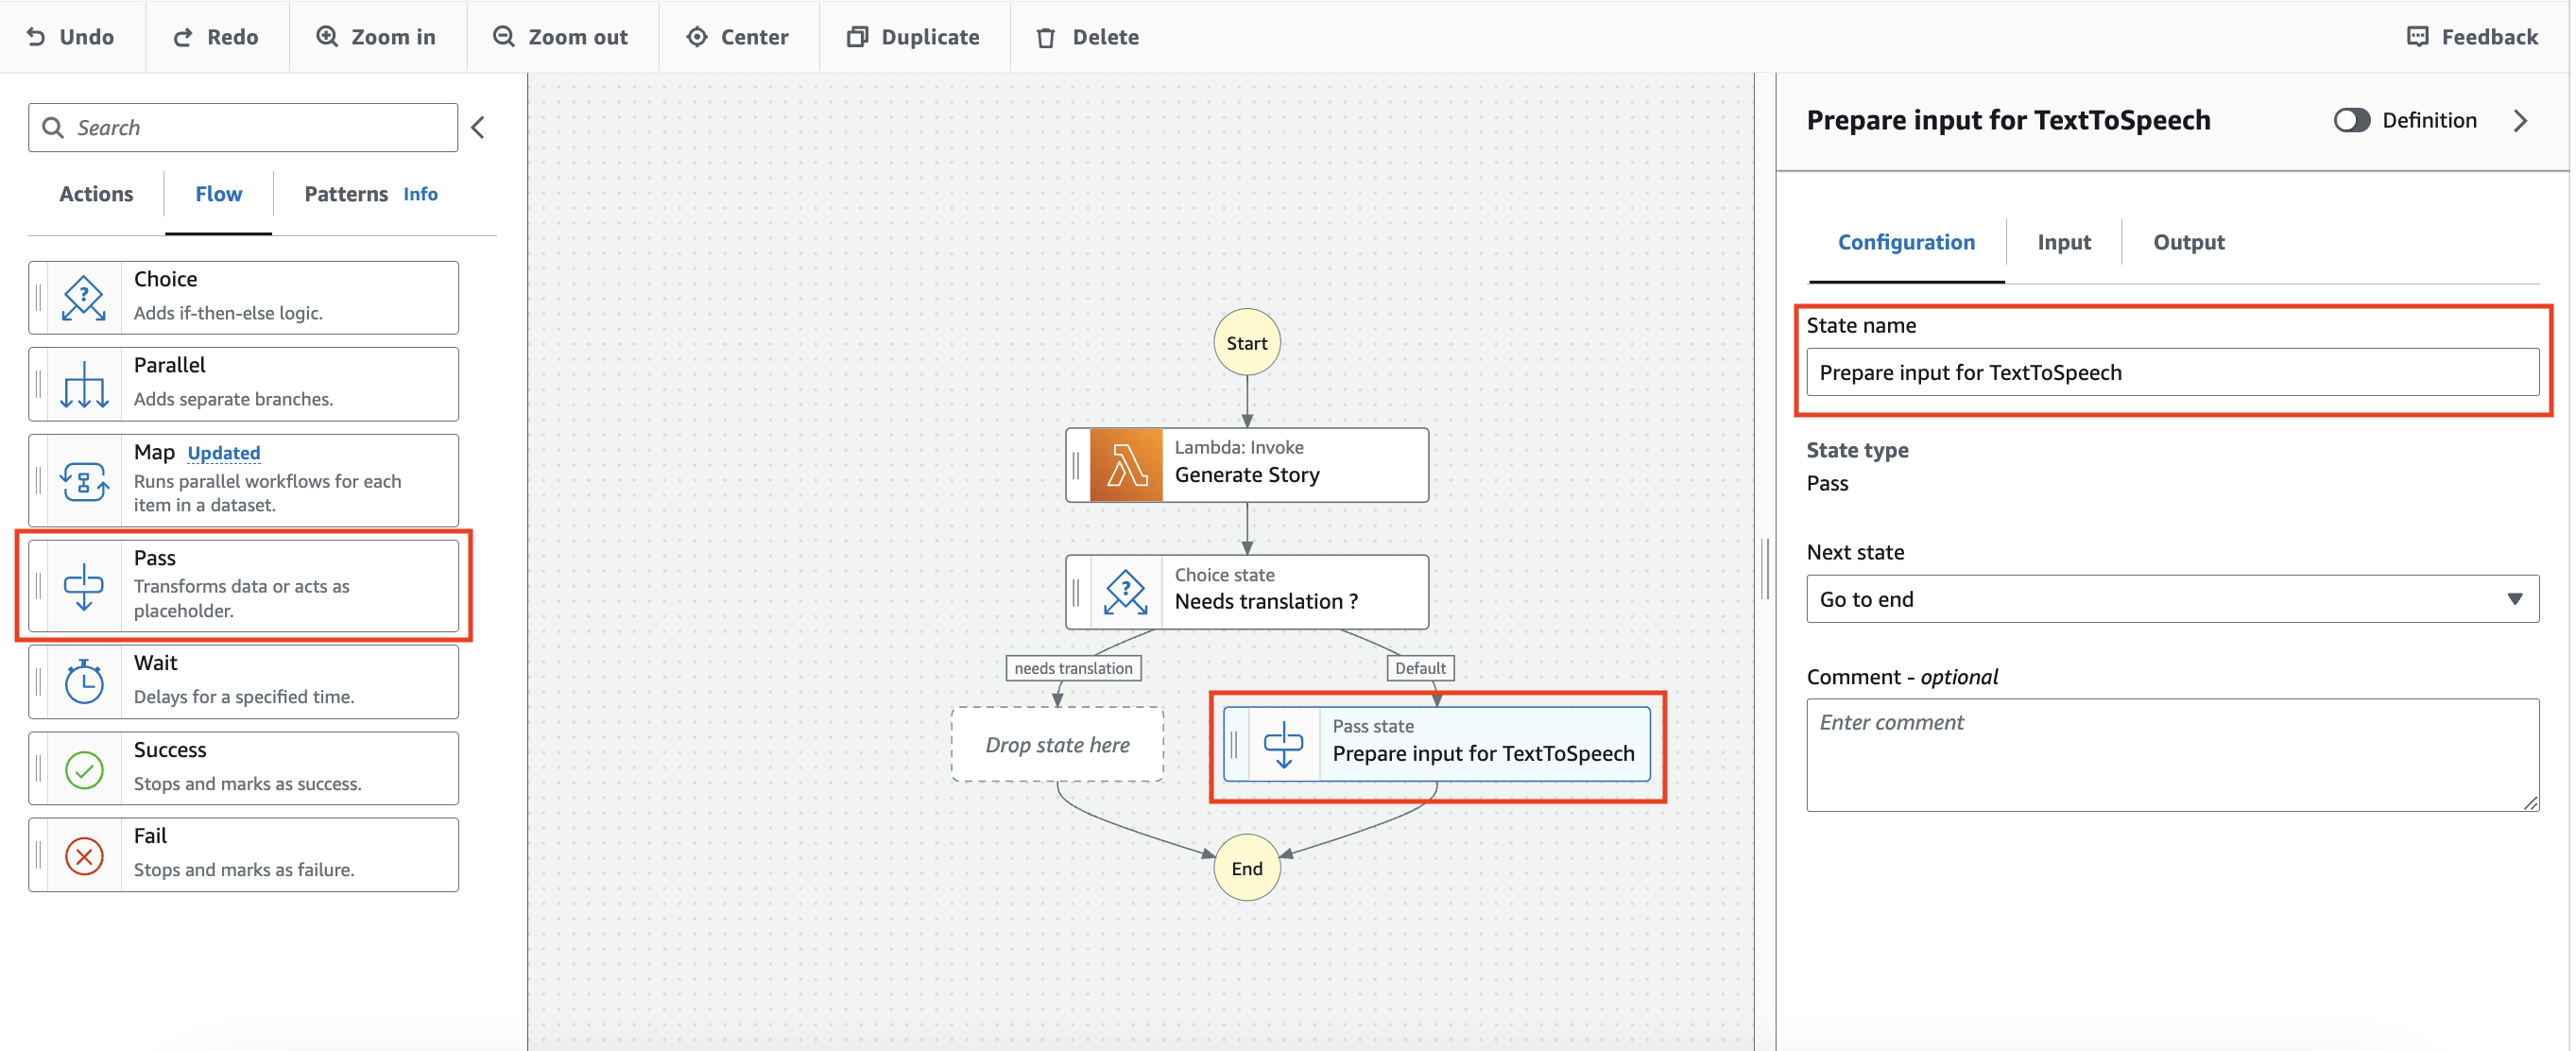 Undo
Redo
Zoom in
Zoom out
Center
Duplicate
Delete
Feedback
Search
Actions
Flow
Patterns Info
Choice
Adds if-then-else logic.
Parallel
Adds separate branches.
Map Updated
Runs parallel workflows for each
item in a dataset.
Pass
Transforms data or acts as
placeholder.
Wait
Delays for a specified time.
Success
Stops and marks as success.
Fail
Stops and marks as failure.
Start
Lambda: Invoke
Generate Story
Choice state
Needs translation ?
needs translation
Default
Drop state here
Pass state
Prepare input for TextToSpeech
End
Prepare input for TextToSpeech
Definition
Configuration
Input
Output
State name
Prepare input for TextToSpeech
State type
Pass
Next state
Go to end
Comment - optional
Enter comment